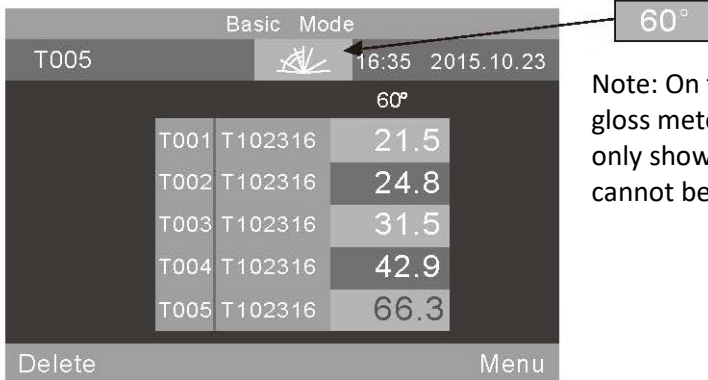 Basic Mode
60°
T005 16:35 2015.10.23
60°
T001 T102316 21.5
T002 T102316 24.8
T003 T102316 31.5
T004 T102316 42.9
T005 T102316 66.3
Delete Menu
Note: On
gloss
only
cannot be